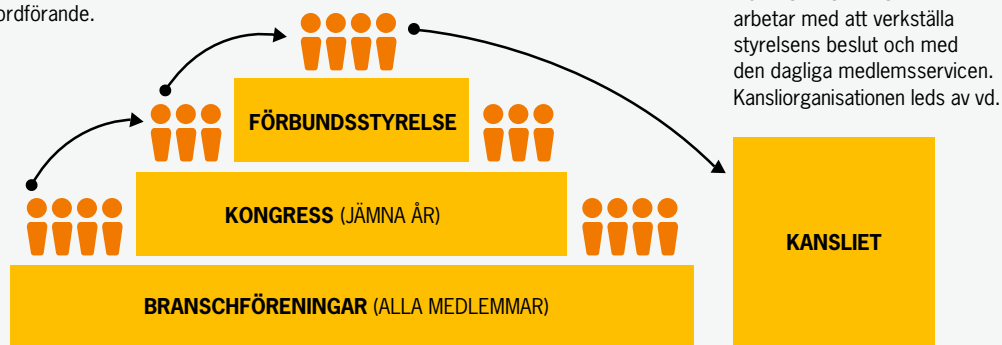 ordförande.
arbetar med att verkställa
styrelsens beslut och med
den dagliga medlemsservicen.
Kansliorganisationen leds av vd.
FÖRBUNDSSTYRELSE
KONGRESS (JÄMNA ÅR)
KANSLIET
BRANSCHFÖRENINGAR (ALLA MEDLEMMAR)